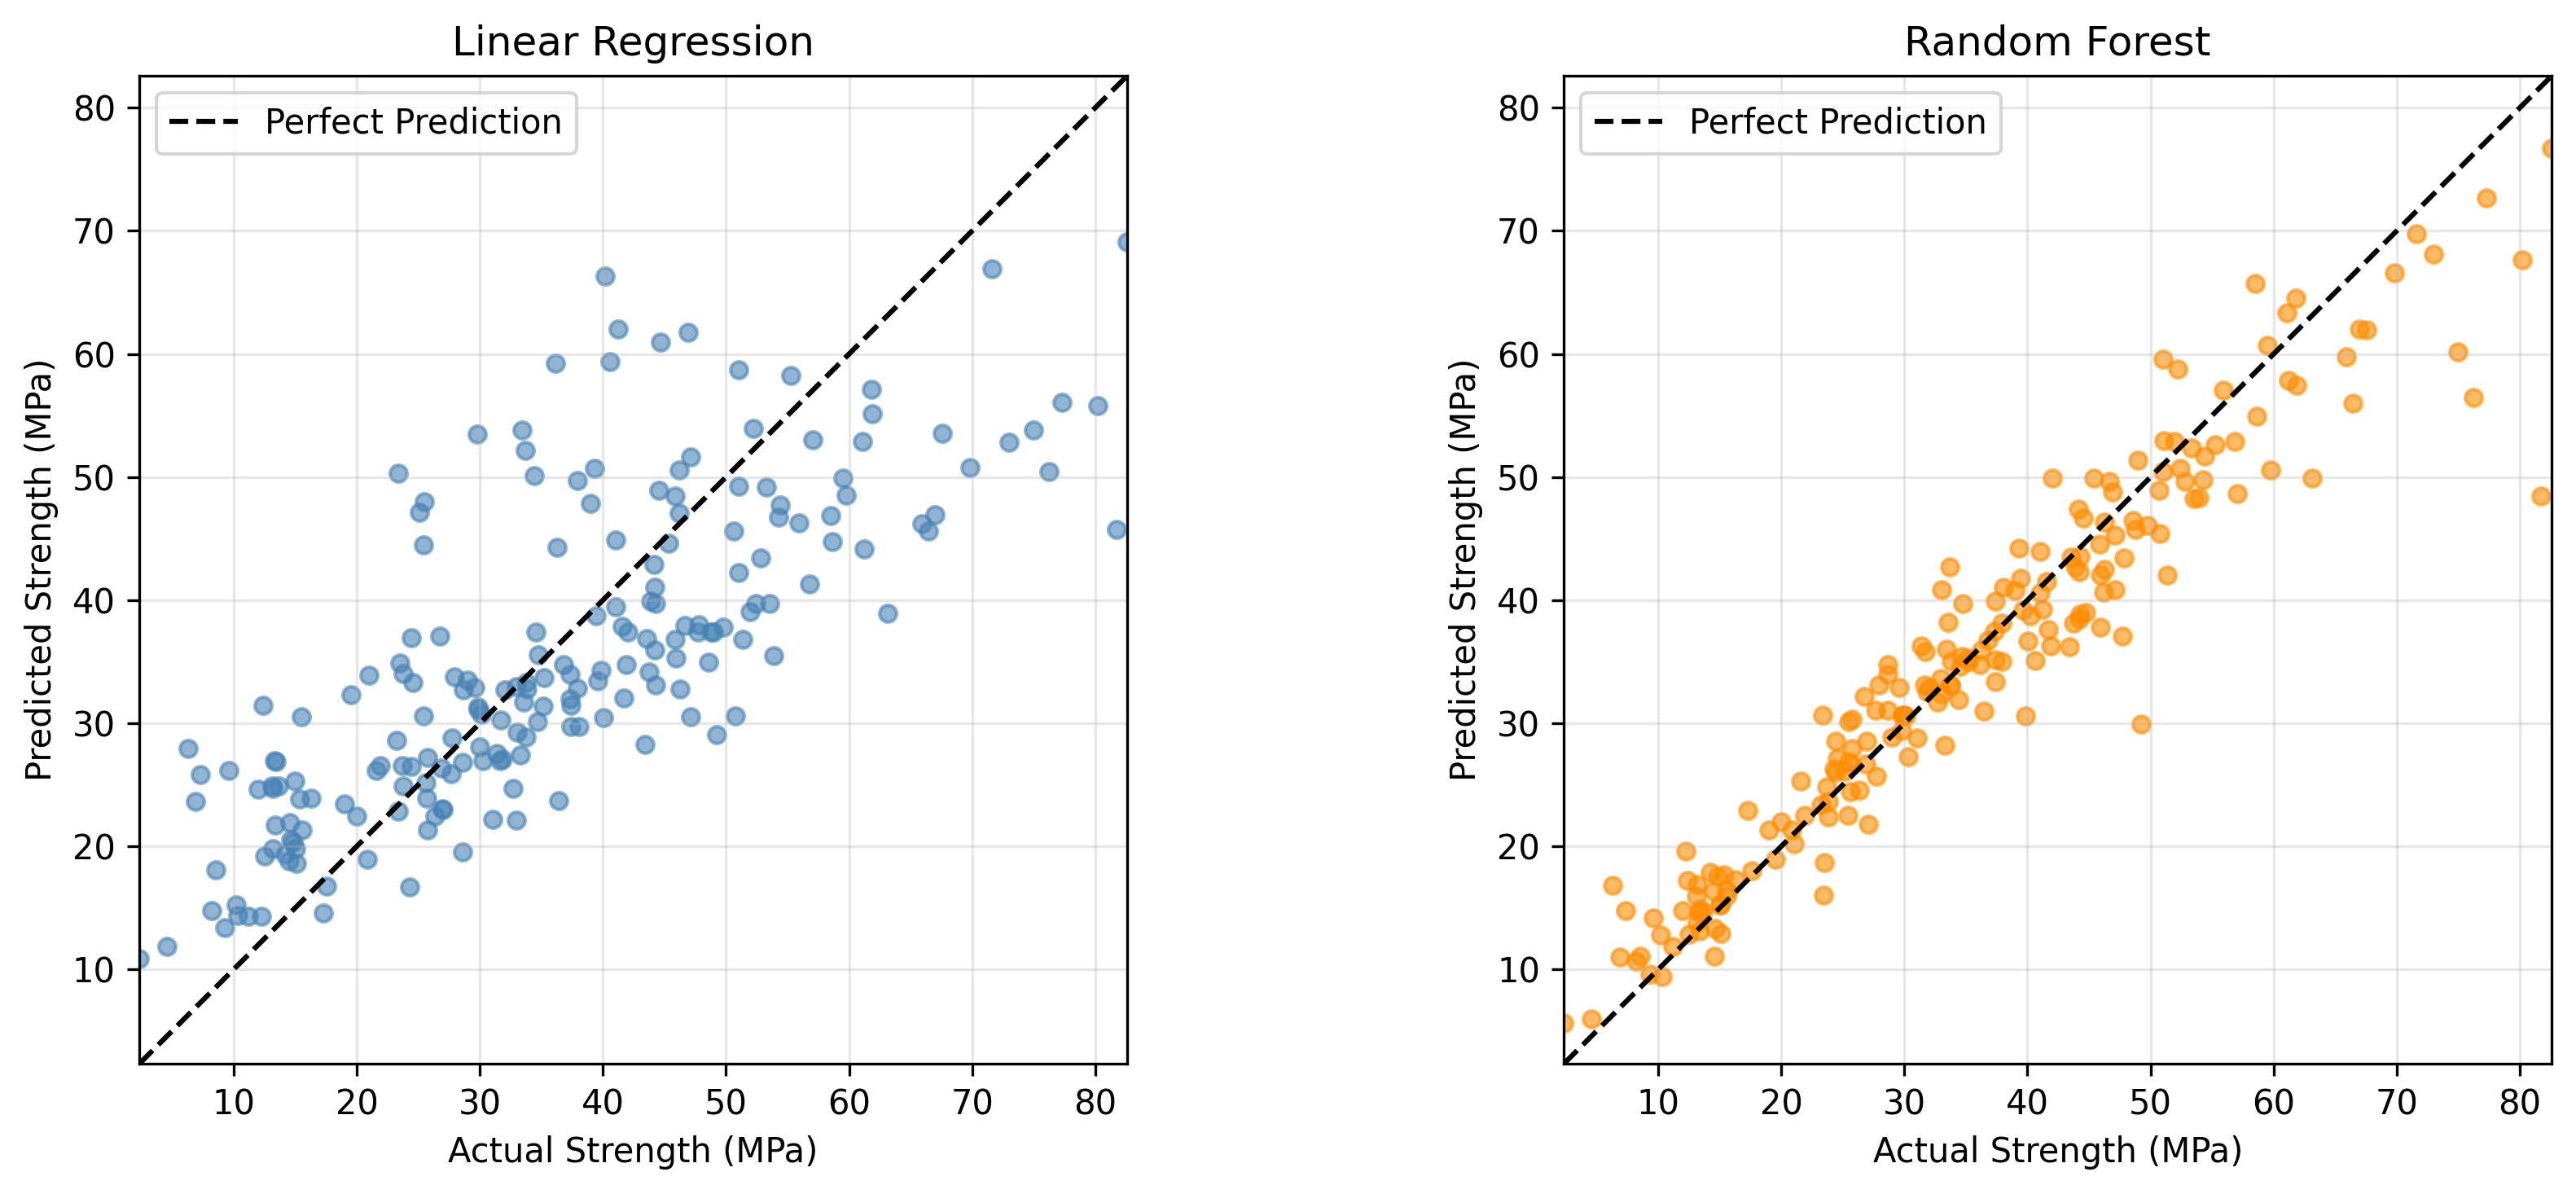 Linear Regression
Perfect Prediction
80
70
60
50
40
30
20
10
Predicted Strength (MPa)
10 20 30 40 50 60 70 80
Actual Strength (MPa)
Random Forest
Perfect Prediction
80
70
60
50
40
30
20
10
Predicted Strength (MPa)
10 20 30 40 50 60 70 80
Actual Strength (MPa)